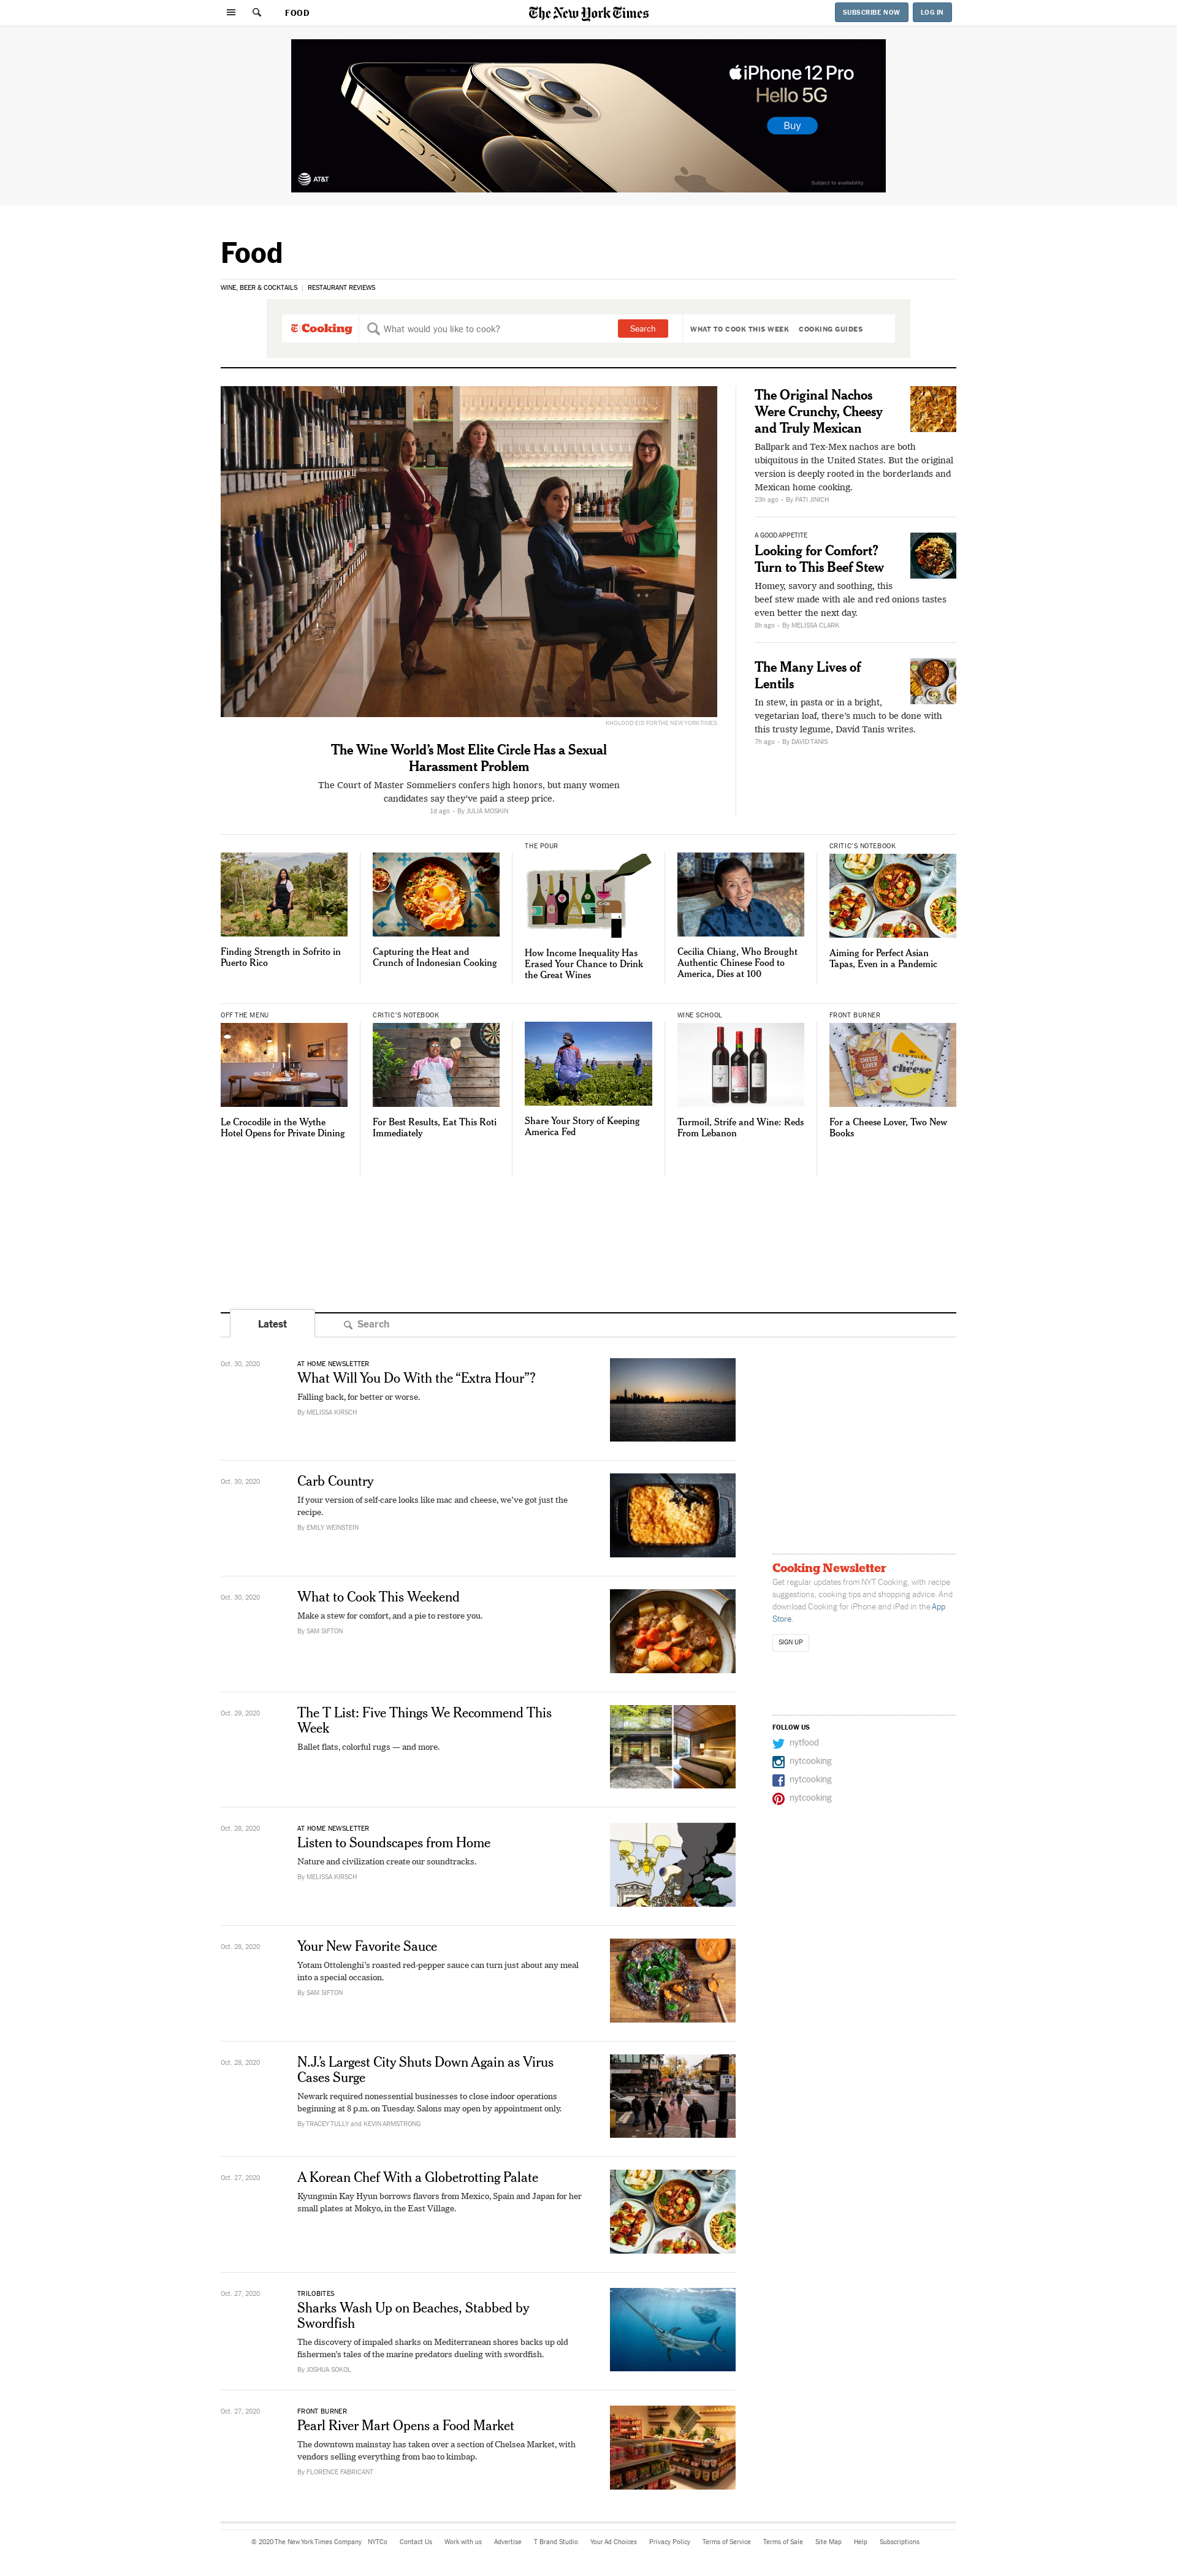 FOOD
The New York Times
SUBSCRIBE NOW
LOG IN
iPhone 12 Pro
Hello 5G
Buy
AT&T
Subject to availability
Food
WINE, BEER & COCKTAILS
RESTAURANT REVIEWS
Cooking
What would you like to cook?
Search
WHAT TO COOK THIS WEEK
COOKING GUIDES
KHOLOOD EID FOR THE NEW YORK TIMES
The Wine World's Most Elite Circle Has a Sexual
Harassment Problem
The Court of Master Sommeliers confers high honors, but many women
candidates say they've paid a steep price.
1d ago • By JULIA MOSKIN
The Original Nachos
Were Crunchy, Cheesy
and Truly Mexican
Ballpark and Tex-Mex nachos are both
ubiquitous in the United States. But the original
version is deeply rooted in the borderlands and
Mexican home cooking.
23h ago • By PATI JINICH
A GOOD APPETITE
Looking for Comfort?
Turn to This Beef Stew
Homey, savory and soothing, this
beef stew made with ale and red onions tastes
even better the next day.
8h ago • By MELISSA CLARK
The Many Lives of
Lentils
In stew, in pasta or in a bright,
vegetarian loaf, there's much to be done with
this trusty legume, David Tanis writes.
7h ago • By DAVID TANIS
Finding Strength in Sofrito in
Puerto Rico
Capturing the Heat and
Crunch of Indonesian Cooking
THE POUR
How Income Inequality Has
Erased Your Chance to Drink
the Great Wines
Cecilia Chiang, Who Brought
Authentic Chinese Food to
America, Dies at 100
CRITIC'S NOTEBOOK
Aiming for Perfect Asian
Tapas, Even in a Pandemic
OFF THE MENU
Le Crocodile in the Wythe
Hotel Opens for Private Dining
CRITIC'S NOTEBOOK
For Best Results, Eat This Roti
Immediately
Share Your Story of Keeping
America Fed
WINE SCHOOL
Turmoil, Strife and Wine: Reds
From Lebanon
FRONT BURNER
CHEESE
LOVER
cheese
For a Cheese Lover, Two New
Books
Latest
Search
Oct. 30, 2020
AT HOME NEWSLETTER
What Will You Do With the “Extra Hour”?
Falling back, for better or worse.
By MELISSA KIRSCH
Oct. 30, 2020
Carb Country
If your version of self-care looks like mac and cheese, we've got just the
recipe.
By EMILY WEINSTEIN
Oct. 30, 2020
What to Cook This Weekend
Make a stew for comfort, and a pie to restore you.
By SAM SIFTON
Oct. 29, 2020
The T List: Five Things We Recommend This
Week
Ballet flats, colorful rugs — and more.
Oct. 28, 2020
AT HOME NEWSLETTER
Listen to Soundscapes from Home
Nature and civilization create our soundtracks.
By MELISSA KIRSCH
Oct. 28, 2020
Your New Favorite Sauce
Yotam Ottolenghi's roasted red-pepper sauce can turn just about any meal
into a special occasion.
By SAM SIFTON
Oct. 28, 2020
N.J.'s Largest City Shuts Down Again as Virus
Cases Surge
Newark required nonessential businesses to close indoor operations
beginning at 8 p.m. on Tuesday. Salons may open by appointment only.
By TRACEY TULLY and KEVIN ARMSTRONG
Oct. 27, 2020
A Korean Chef With a Globetrotting Palate
Kyungmin Kay Hyun borrows flavors from Mexico, Spain and Japan for her
small plates at Mokyo, in the East Village.
Oct. 27, 2020
TRILOBITES
Sharks Wash Up on Beaches, Stabbed by
Swordfish
The discovery of impaled sharks on Mediterranean shores backs up old
fishermen's tales of the marine predators dueling with swordfish.
By JOSHUA SOKOL
Oct. 27, 2020
FRONT BURNER
Pearl River Mart Opens a Food Market
The downtown mainstay has taken over a section of Chelsea Market, with
vendors selling everything from bao to kimbap.
By FLORENCE FABRICANT
Cooking Newsletter
Get regular updates from NYT Cooking, with recipe
suggestions, cooking tips and shopping advice. And
download Cooking for iPhone and iPad in the App
Store.
SIGN UP
FOLLOW US
nytfood
nytcooking
nytcooking
nytcooking
© 2020 The New York Times Company NYTCo Contact Us Work with us Advertise T Brand Studio Your Ad Choices Privacy Policy Terms of Service Terms of Sale Site Map Help Subscriptions